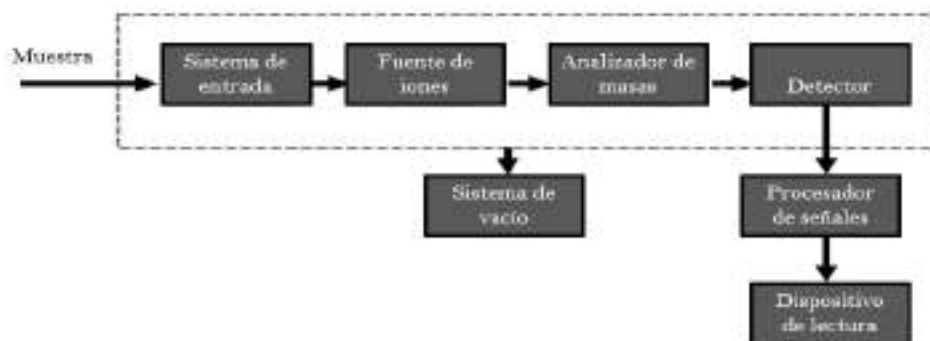 Muestra
Sistema de
entrada
Fuente de
iones
Analizador de
masas
Detector
Sistema de
vacío
Procesador
de señales
Dispositivo
de lectura